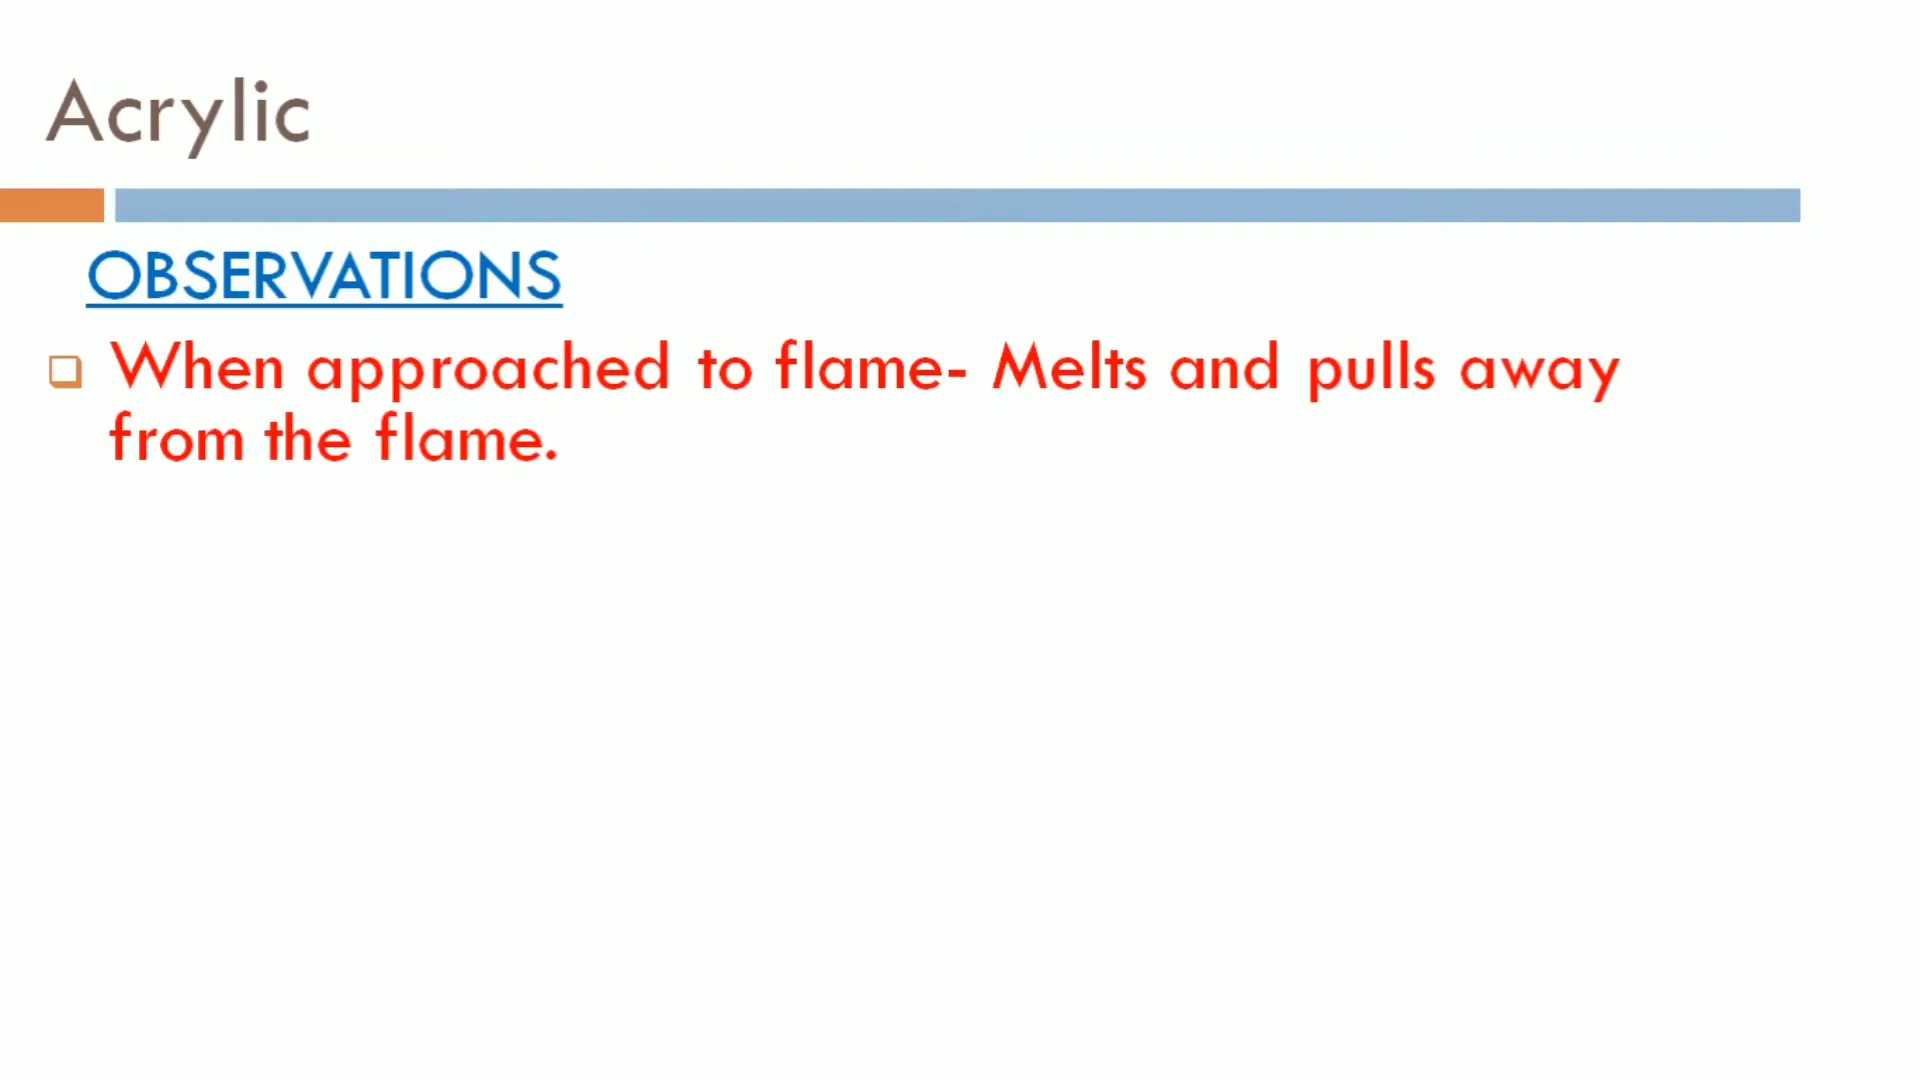 Acrylic
OBSERVATIONS
When approached to flame- Melts and pulls away
from the flame.